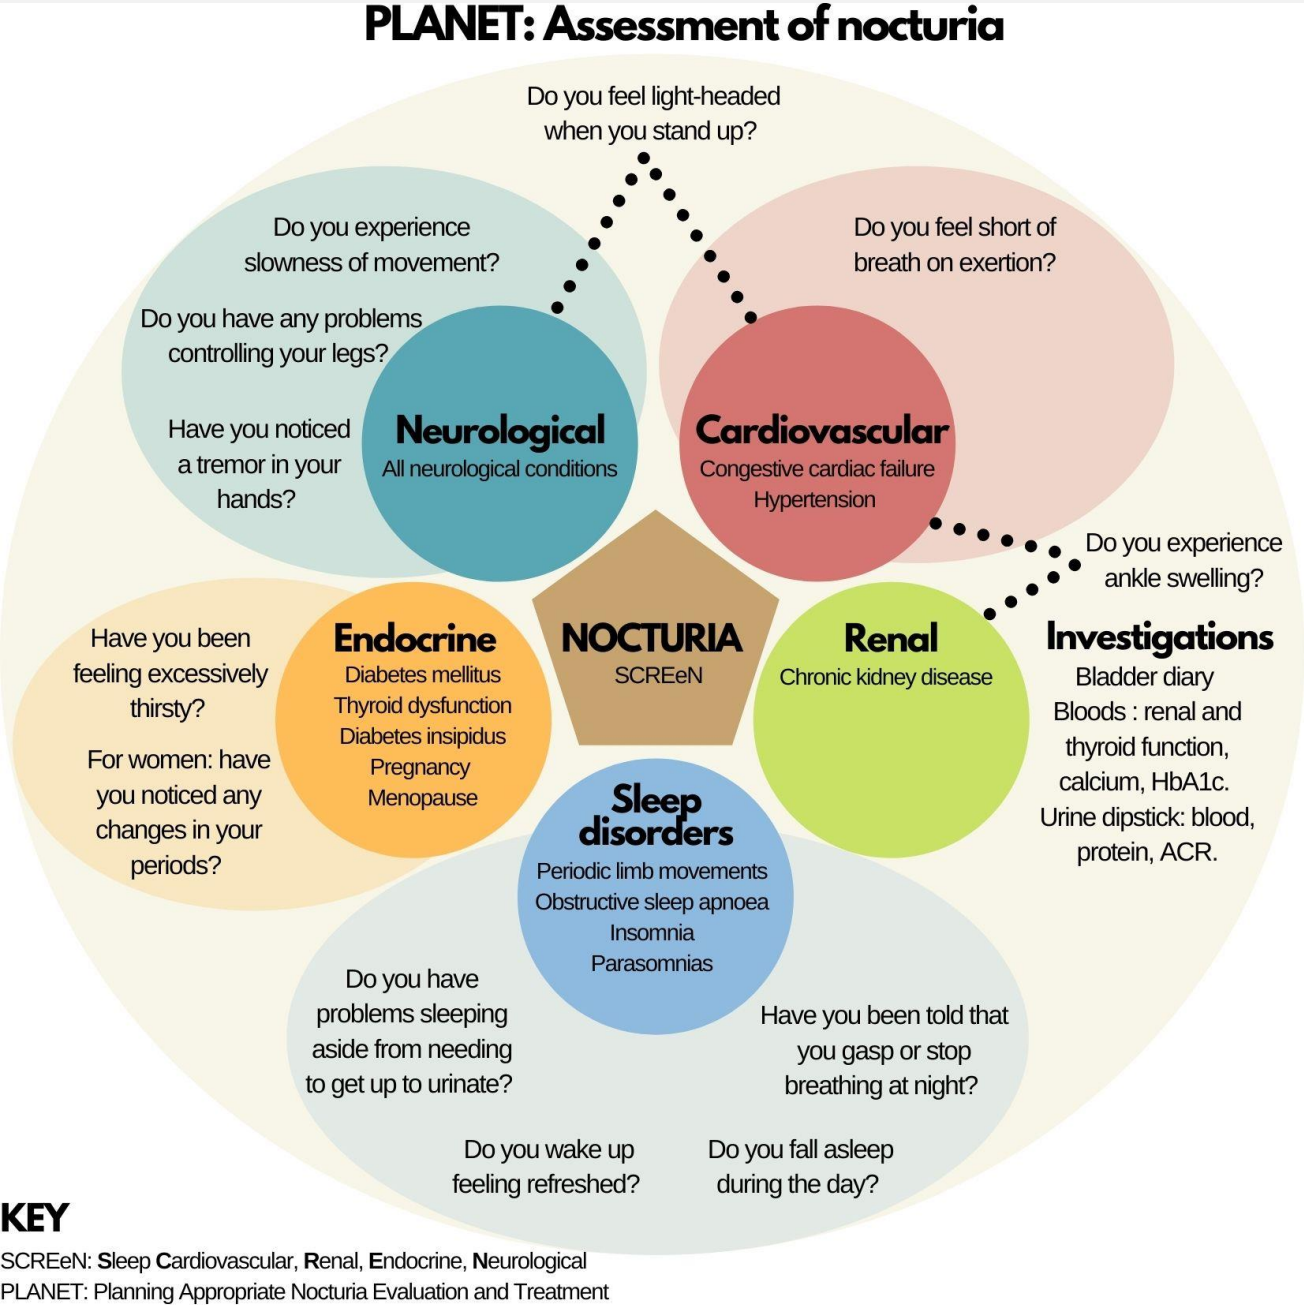 PLANET: Assessment of nocturia
Do you feel light-headed
when you stand up?
Do you experience
slowness of movement?
Do you have any problems
controlling your legs?
Have you noticed
a tremor in your
hands?
Neurological
All neurological conditions
Do you feel short of
breath on exertion?
Cardiovascular
Congestive cardiac failure
Hypertension
Do you experience
ankle swelling?
Have you been
feeling excessively
thirsty?
For women: have
you noticed any
changes in your
periods?
Endocrine
Diabetes mellitus
Thyroid dysfunction
Diabetes insipidus
Pregnancy
Menopause
NOCTURIA
SCREeN
Renal
Chronic kidney disease
Investigations
Bladder diary
Bloods : renal and
thyroid function,
calcium, HbA1c.
Urine dipstick: blood,
protein, ACR.
Sleep
disorders
Periodic limb movements
Obstructive sleep apnoea
Insomnia
Parasomnias
Do you have
problems sleeping
aside from needing
to get up to urinate?
Have you been told that
you gasp or stop
breathing at night?
Do you wake up
feeling refreshed?
Do you fall asleep
during the day?
KEY
SCREeN: Sleep Cardiovascular, Renal, Endocrine, Neurological
PLANET: Planning Appropriate Nocturia Evaluation and Treatment